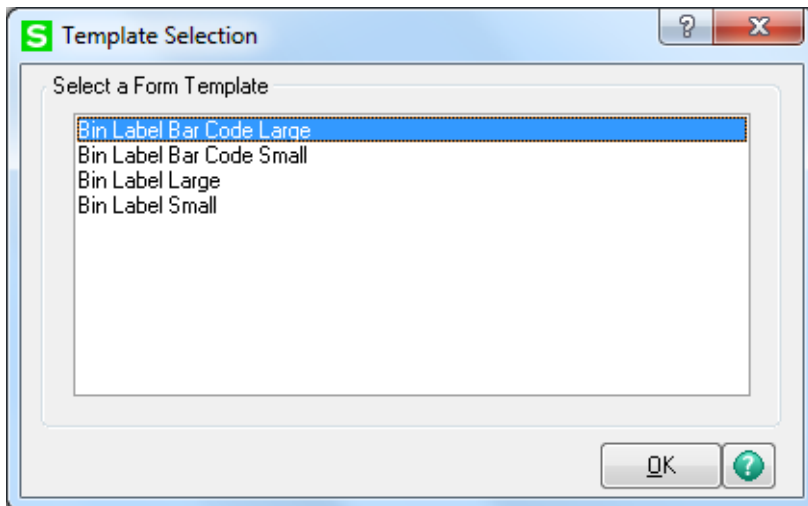 S Template Selection
Select a Form Template
Bin Label Bar Code Large
Bin Label Bar Code Small
Bin Label Large
Bin Label Small
OK